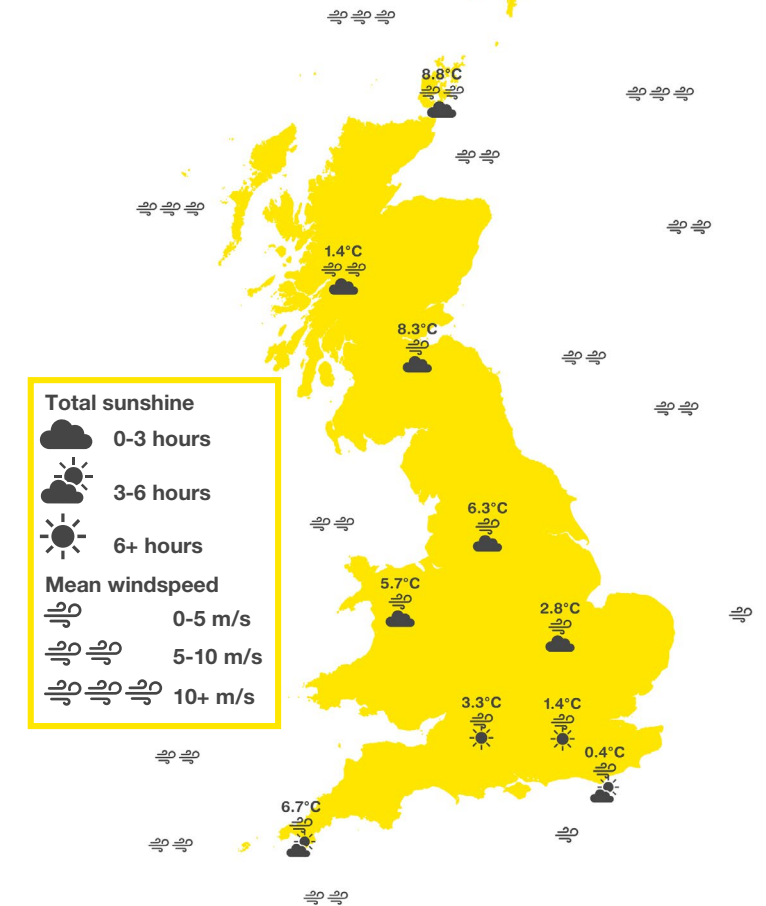 8.8°C
1.4°C
8.3°C
Total sunshine
0-3 hours
3-6 hours
6+ hours
Mean windspeed
0-5 m/s
5-10 m/s
10+ m/s
6.3°C
5.7°C
2.8°C
3.3°C
1.4°C
0.4°C
6.7°C